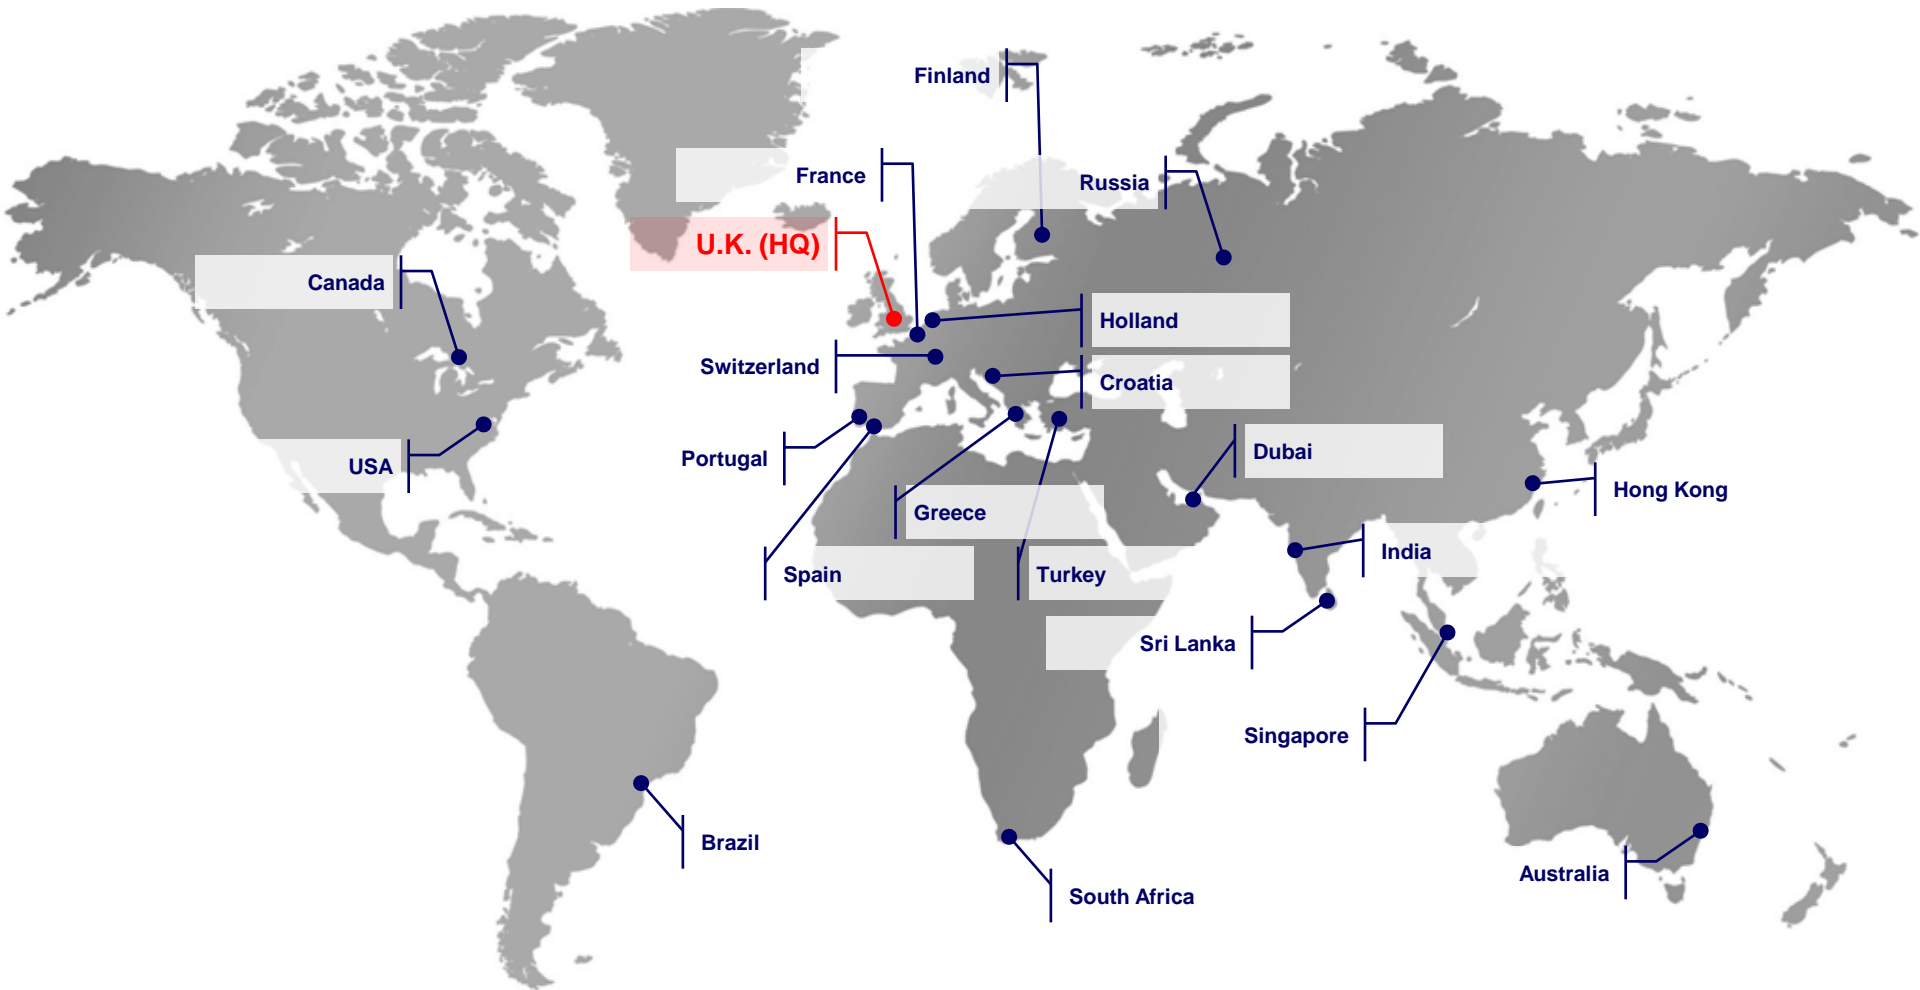 Finland
France
Russia
U.K. (HQ)
Canada
Holland
Switzerland
Croatia
USA
Portugal
Dubai
Hong Kong
Greece
India
Spain
Turkey
Sri Lanka
Singapore
Brazil
Australia
South Africa